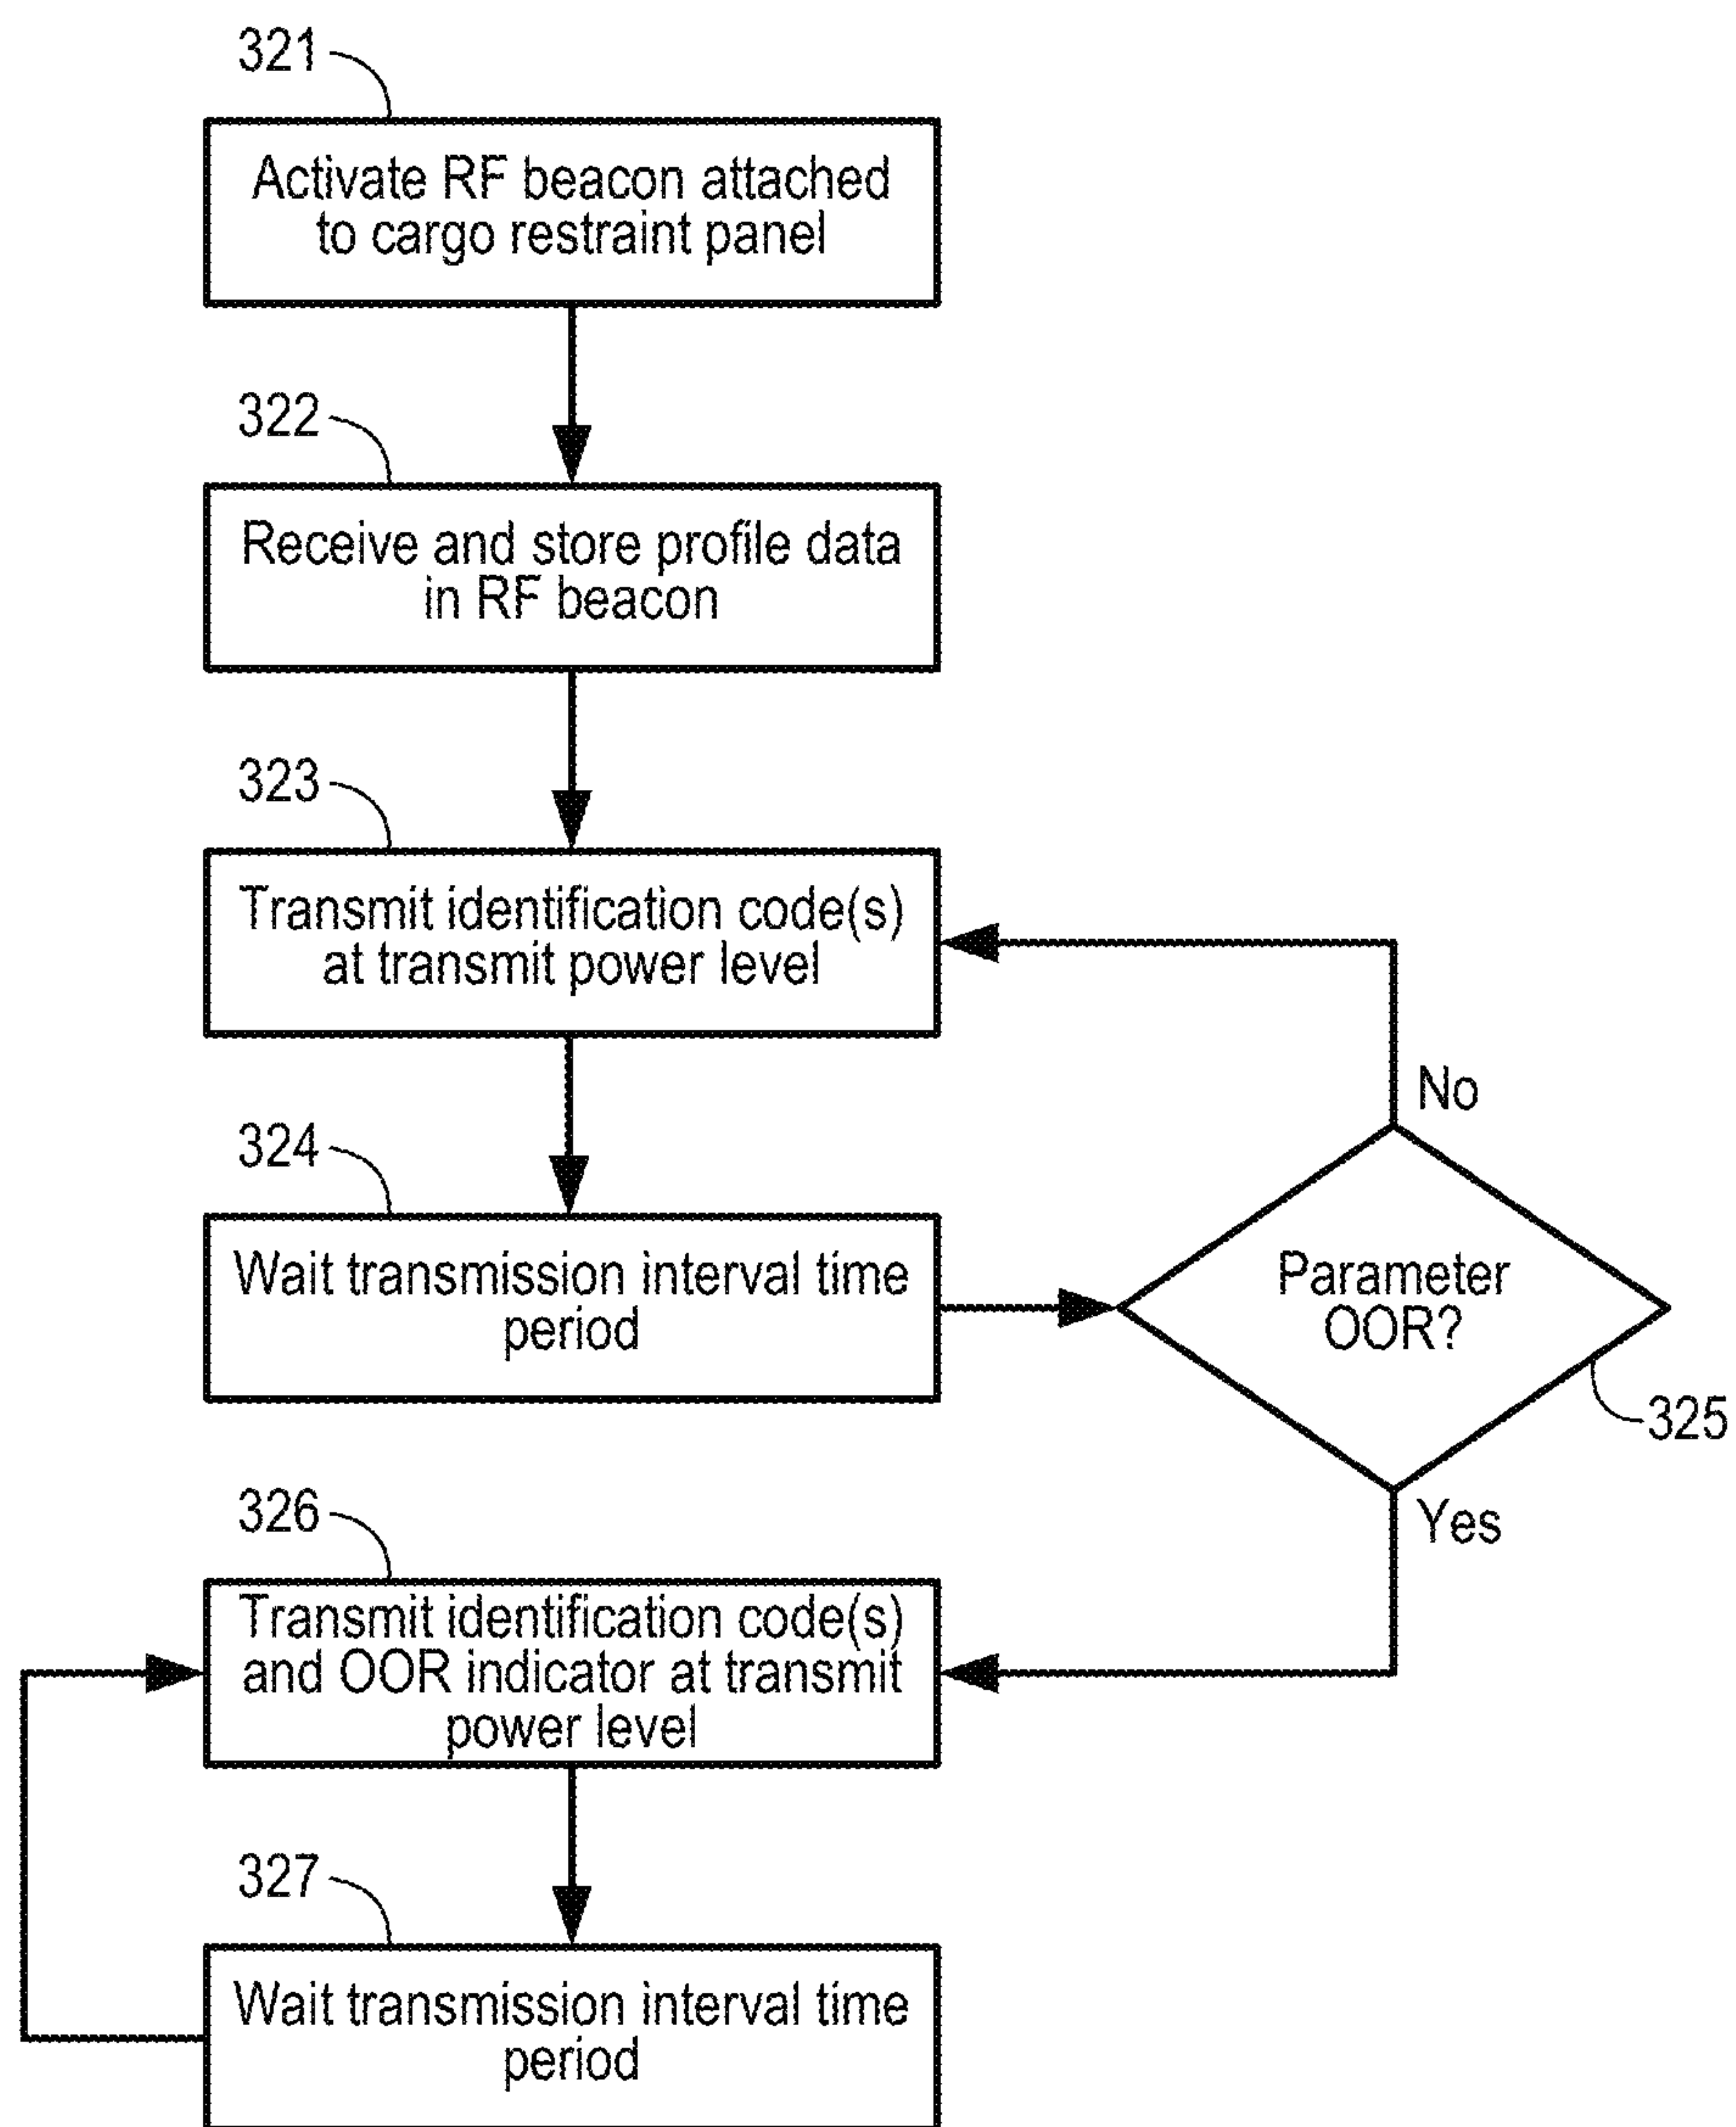 321
Activate RF beacon attached
to cargo restraint panel
322
Receive and store profile data
in RF beacon
323
Transmit identification code(s)
at transmit power level
No
324
Wait transmission interval time
period
Parameter
OOR?
325
Yes
326
Transmit identification code(s)
and OOR indicator at transmit
power level
327
Wait transmission interval time
period